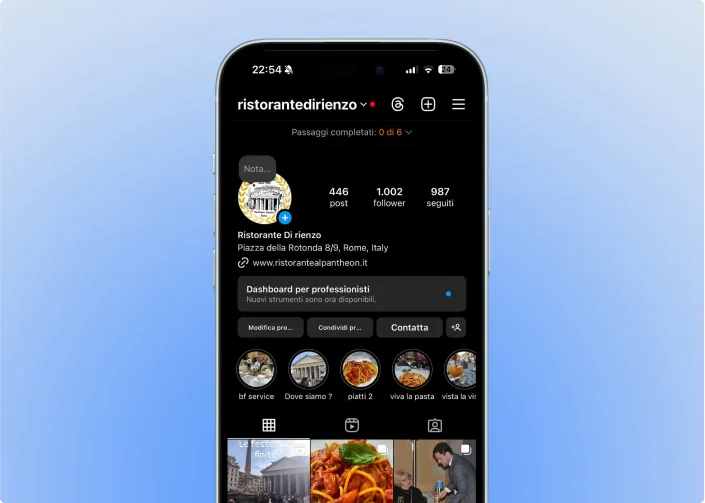 22:54
24
ristorantedirienzo
Passaggi completati: 0 di 6
Nota...
446
1.002
987
post
follower
seguiti
Ristorante Di rienzo
Piazza della Rotonda 8/9, Rome, Italy
www.ristorantealpantheon.it
Dashboard per professionisti
Nuovi strumenti sono ora disponibili.
Modifica pro...
Condividi pr...
Contatta
bf service
Dove siamo ?
piatti 2
viva la pasta
vista la vis
finite